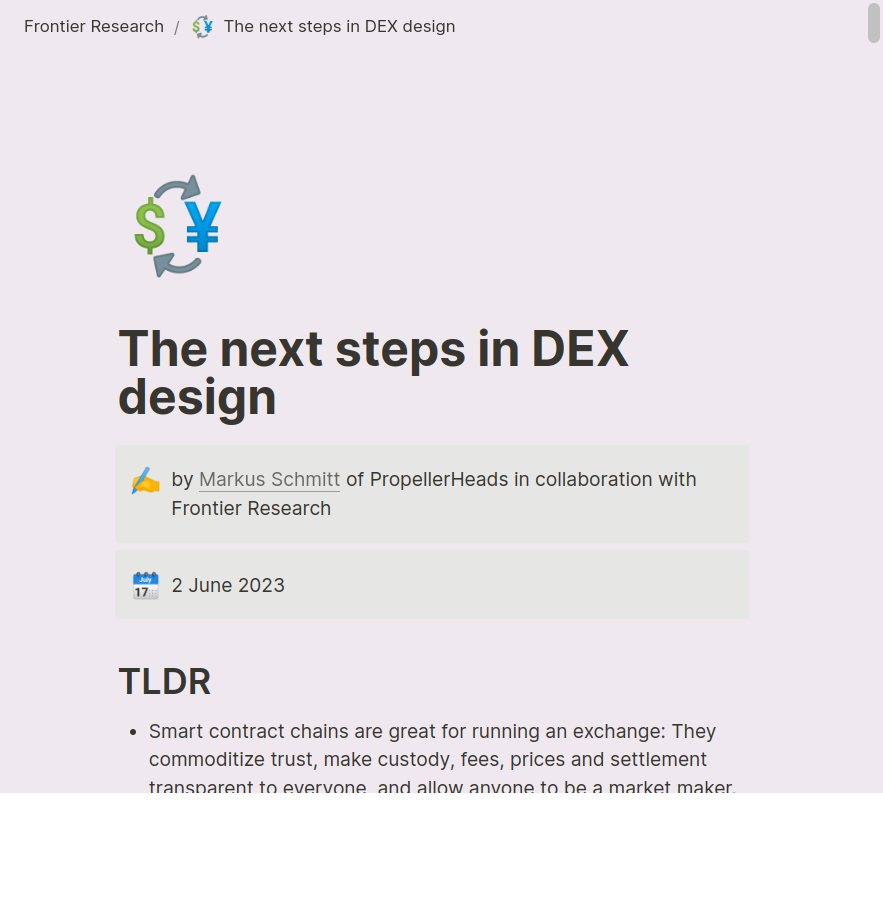 Frontier Research / The next steps in DEX design
The next steps in DEX
design
by Markus Schmitt of PropellerHeads in collaboration with
Frontier Research
July
17
2 June 2023
TLDR
• Smart contract chains are great for running an exchange: They
commoditize trust, make custody, fees, prices and settlement
transparent to everyone, and allow anyone to be a market maker.